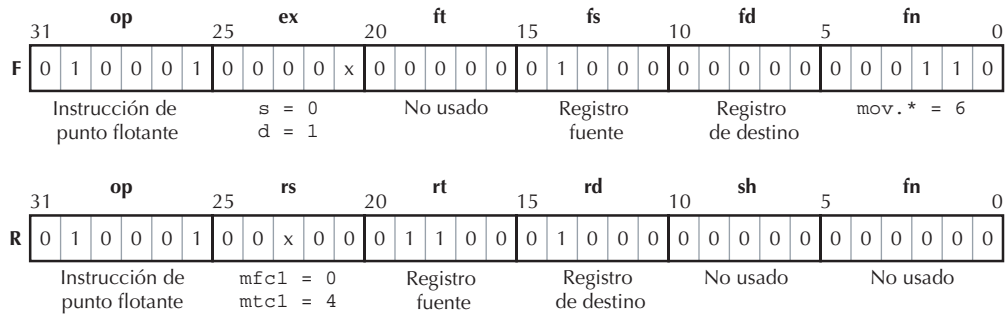 op ex ft fs fd fn
31 25 20 15 10 5 0
F 0 1 0 0 0 1 0 0 0 0 x 0 0 0 0 0 0 1 0 0 0 0 0 0 0 0 0 0 0 1 1 0
Instrucción de punto flotante
s = 0
d = 1
No usado
Registro fuente
Registro de destino
mov.* = 6
op rs rt rd sh fn
31 25 20 15 10 5 0
R 0 1 0 0 0 1 0 0 x 0 0 0 1 1 0 0 0 1 0 0 0 0 0 0 0 0 0 0 0 0 0 0
Instrucción de punto flotante
mfc1 = 0
mtc1 = 4
Registro fuente
Registro de destino
No usado
No usado